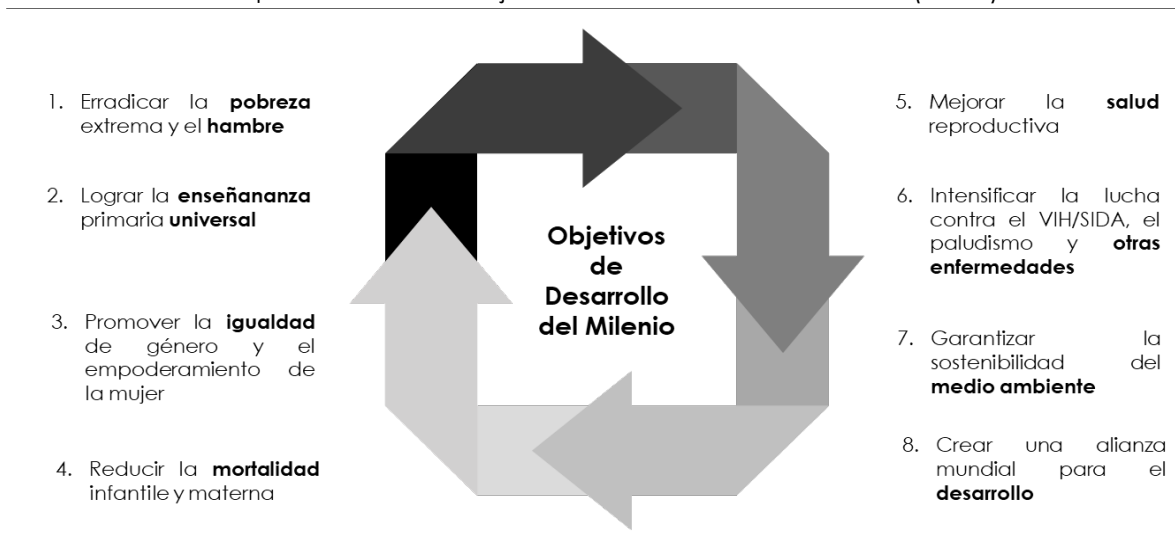 1. Erradicar la pobreza
extrema y el hambre
2. Lograr la enseñananza
primaria universal
3. Promover la igualdad
de género y el
empoderamiento de
la mujer
4. Reducir la mortalidad
infantile y materna
Objetivos
de
Desarrollo
del Milenio
5. Mejorar la salud
reproductiva
6. Intensificar la lucha
contra el VIH/SIDA, el
paludismo y otras
enfermedades
7. Garantizar la
sostenibilidad del
medio ambiente
8. Crear una alianza
mundial para el
desarrollo